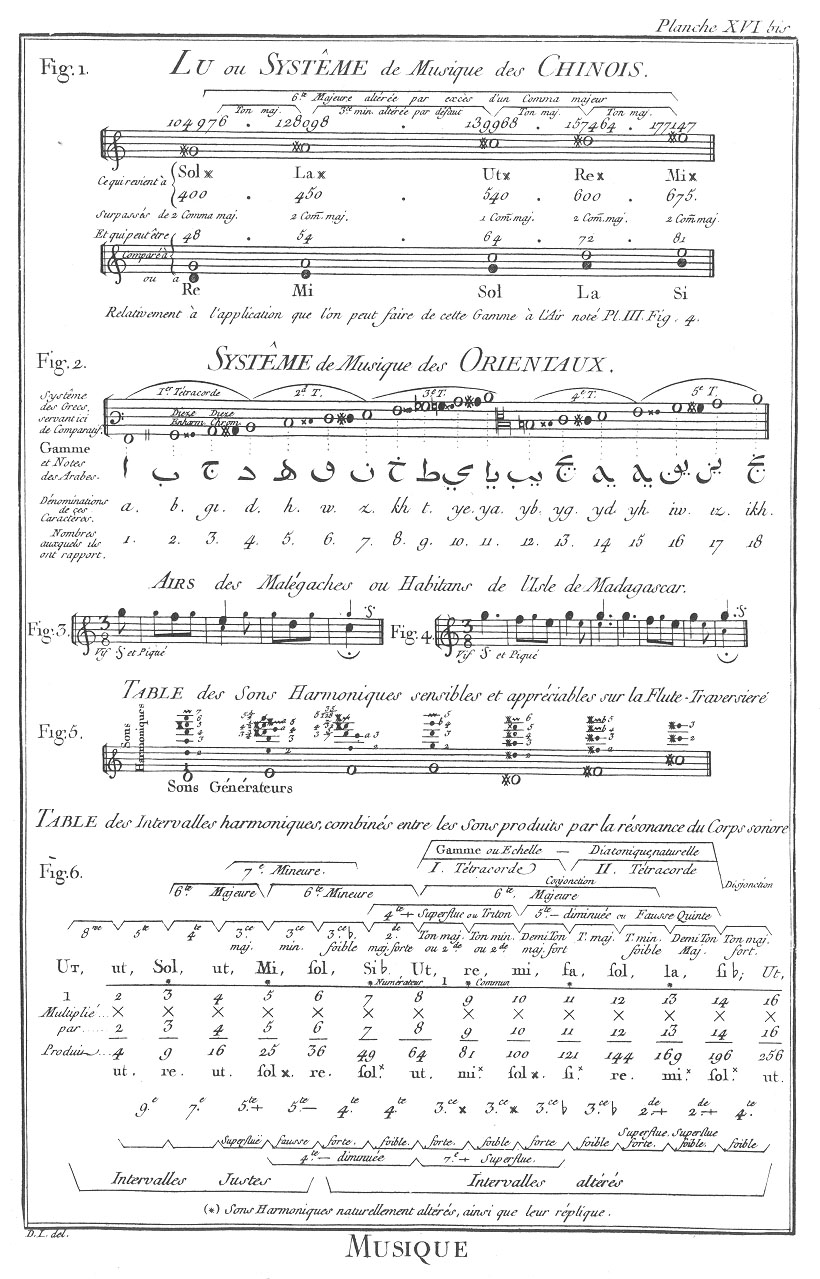 Planche XVI bis
Fig. 1. LU ou SYSTÊME de Musique des CHINOIS.
6.te Majeure altérée par excès d'un Comma majeur
Ton maj. 3.ce min. altérée par défaut Ton maj. Ton maj.
104976 . 128098 . 139968 . 157464 . 177147
Ce qui revient à Sol x La x Ut x Re x Mi x
400 . 450 . 540 . 600 . 675.
Surpassés de 2 Comma maj. 2 Com. maj. 1 Com. maj. 2 Com. maj. 2 Com. maj.
Et qui peut être 48 . 54 . 64 . 72 . 81
Comparé à
ou a Re Mi Sol La Si
Relativement à l'application que l'on peut faire de cette Gamme à l'Air noté Pl. III. Fig. 4.
Fig. 2. SYSTÊME de Musique des ORIENTAUX.
Systême des Grecs, servant ici de Comparatif.
1.er Tétracorde 2.d T. 3.e T. 4.e T. 5.e T.
Diexe Enharm. Diexe Chrom.
Gamme et Notes des Arabes.
Dénominations de ces Caracteres. a. b. gi. d. h. w. z. kh t. ye. ya. yb. yg. yd yh. iw. iz. ikh.
Nombres auxquels ils ont rapport. 1. 2. 3. 4. 5. 6. 7. 8. 9. 10. 11. 12. 13. 14 15 16 17 18
AIRS des Malégaches ou Habitans de l'Isle de Madagascar.
Fig. 3. 3 8 Fig. 4. 3 8
Vif et Piqué Vif et Piqué
TABLE des Sons Harmoniques sensibles et appréciables sur la Flute-Traversieré
Fig. 5. Sons Harmoniques
Sons Générateurs
TABLE des Intervalles harmoniques, combinés entre les Sons produits par la résonance du Corps sonore
Fig. 6. Gamme ou Echelle — Diatonique, naturelle
7.e Mineure. I. Tétracorde II. Tétracorde
Conjonction Disjonction
6.te Majeure 6.te Mineure 6.te Majeure
4.te + Superflue ou Triton 5.te — diminuée ou Fausse Quinte
8.ve 5.te 4.te 3.ce maj. 3.ce min. 3.ce b. foible 2.de maj. forte Ton maj. ou 2.de Ton min. ou 2.de Demi Ton maj. fort T. maj. T. min. foible Demi Ton Maj. Ton maj. fort.
UT, ut, Sol, ut, Mi, sol, Si b. Ut, re, mi, fa, sol, la, si b; Ut,
* Numérateur 1 * Commun
1 2 3 4 5 6 7 8 9 10 11 12 13 14 16
Multiplié . . . × × × × × × × × × × × × × ×
par . . . . . 2 3 4 5 6 7 8 9 10 11 12 13 14 16
Produit 4 9 16 25 36 49 64 81 100 121 144 169 196 256
ut. re. ut. sol x. re. sol.x ut. mi.x sol x. si.x re. mi.x sol.x ut.
9.e 7.e 5.te + 5.te — 4.te 4.te 3.ce x 3.ce x 3.ce b 3.ce b 2.de + 2.de + 4.te
Superflue fausse forte. foible. forte. foible. forte foible Superflue. forte. Superflue foible. foible
4.te — diminuée 7.e + Superflue.
Intervalles Justes Intervalles altérés
(*) Sons Harmoniques naturellement altérés, ainsi que leur réplique.
D. L. del.
MUSIQUE